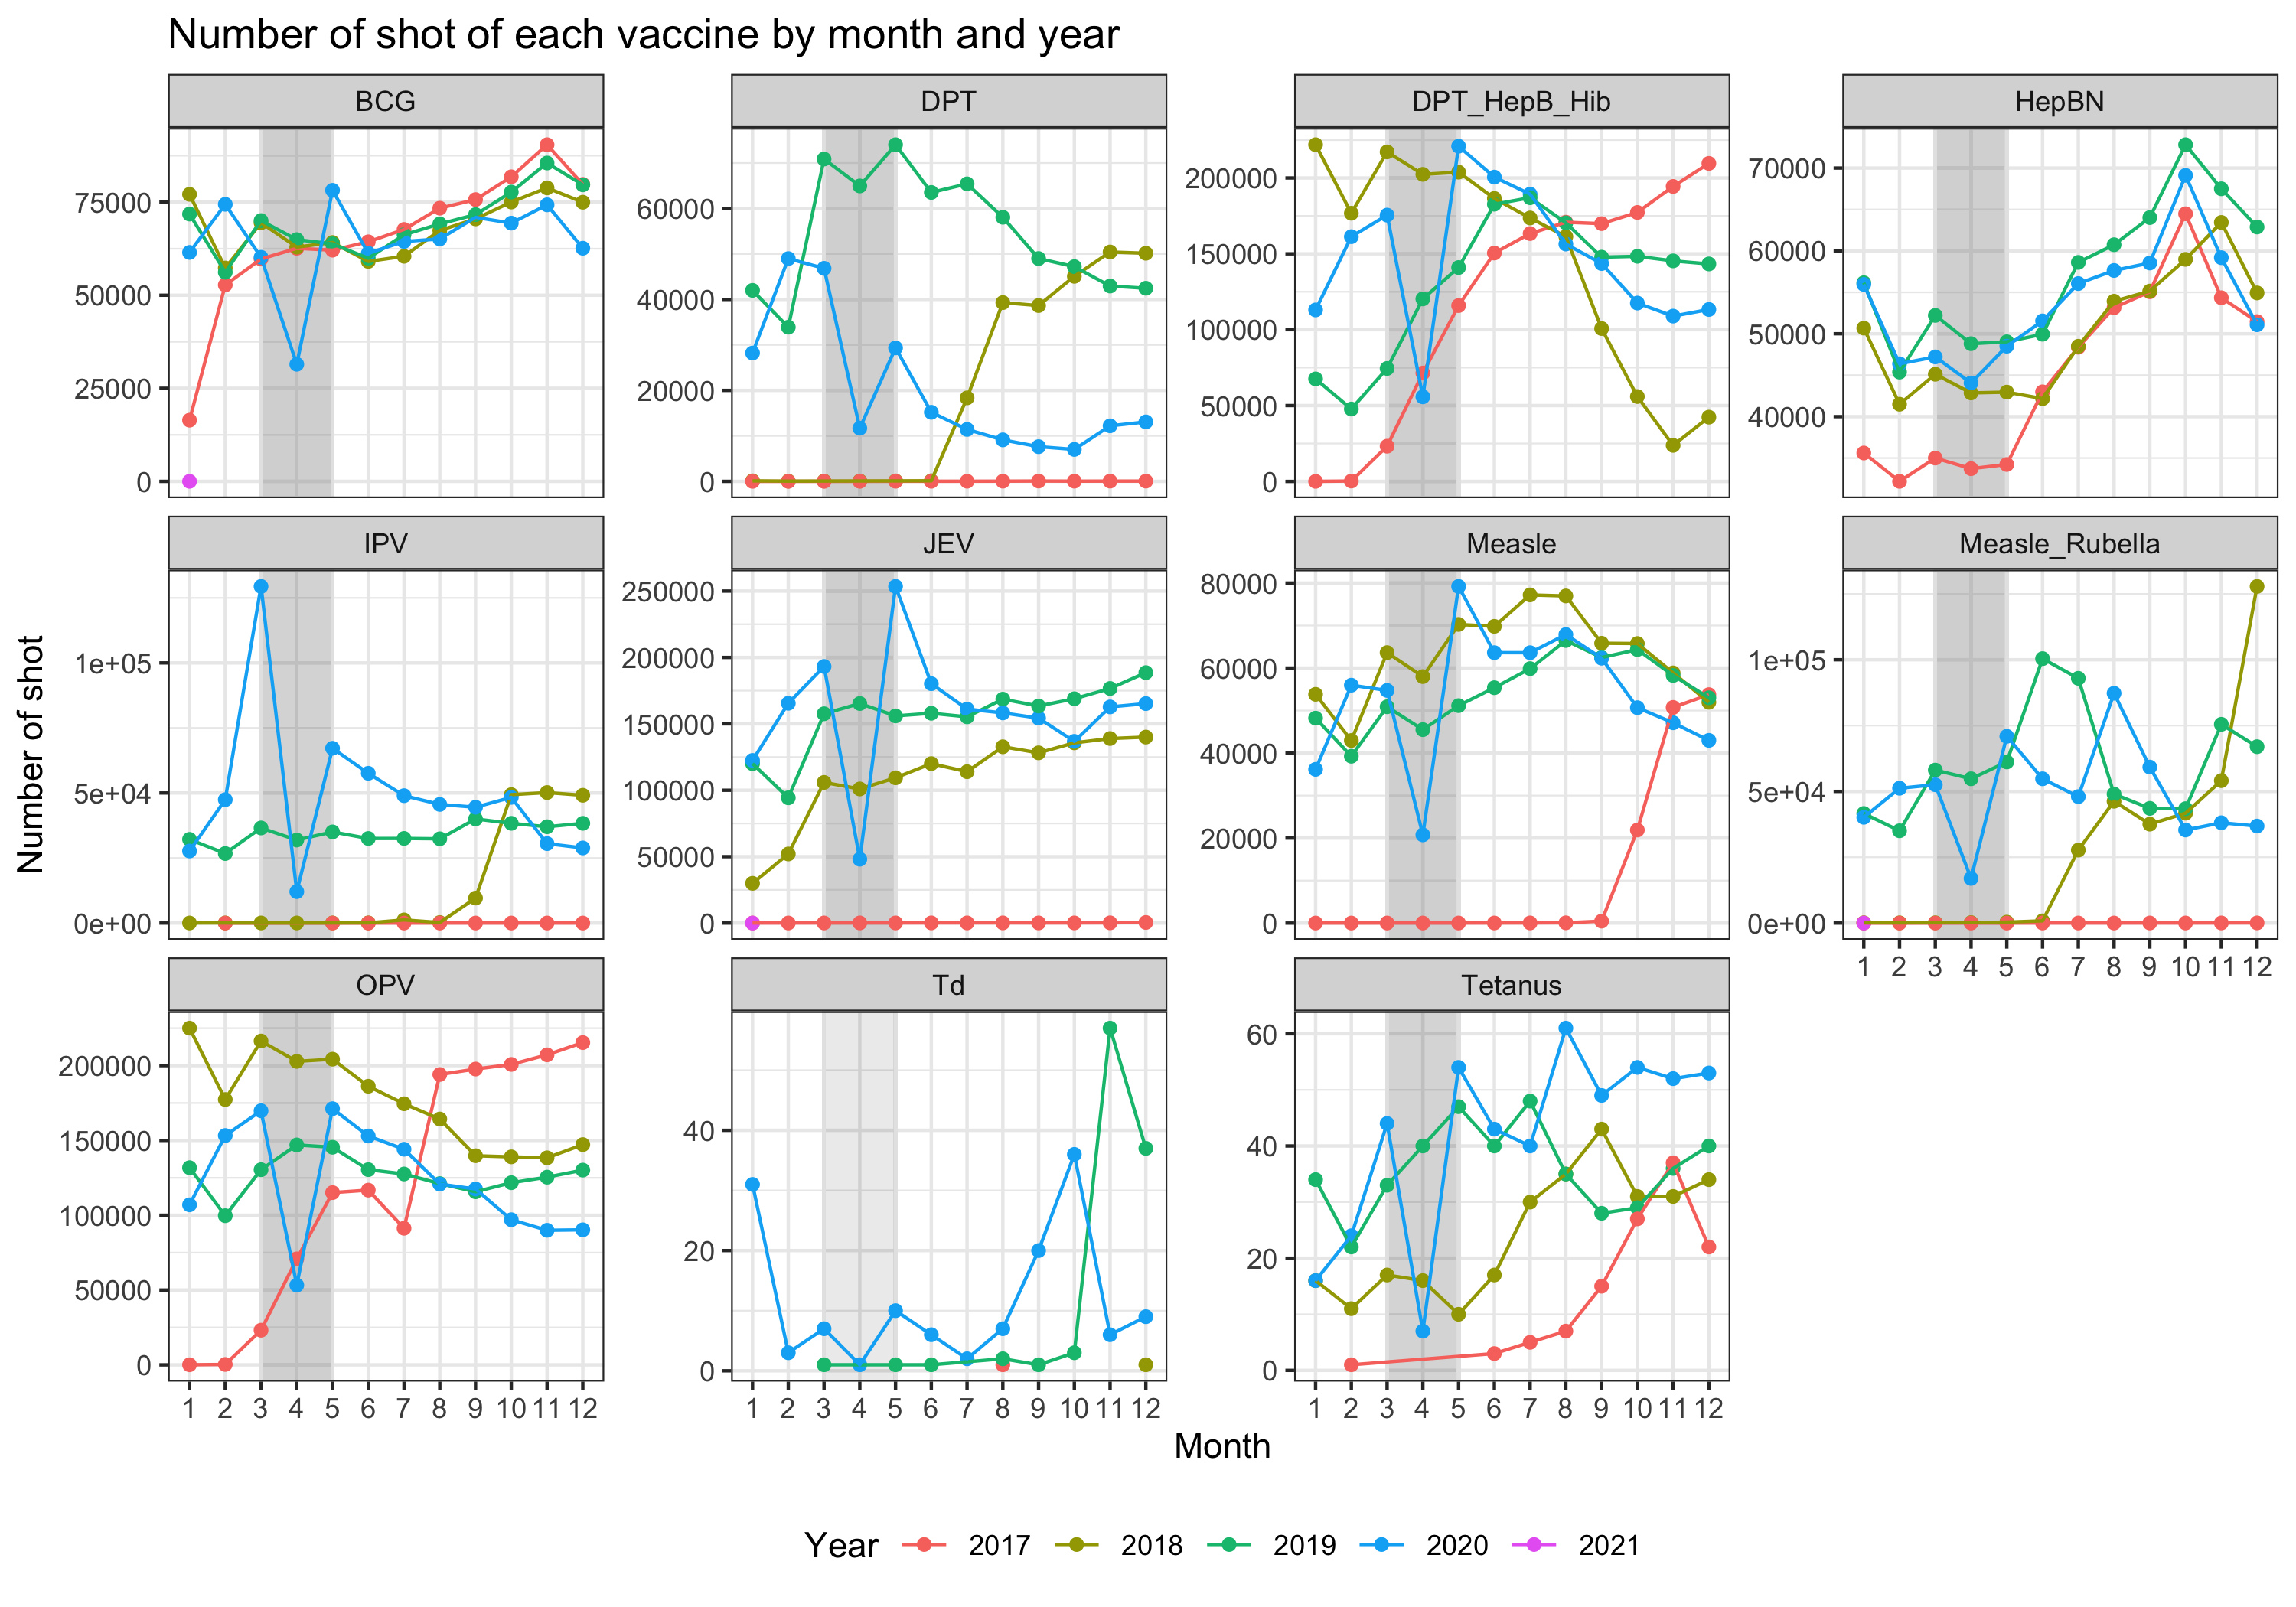 Number of shot of each vaccine by month and year
BCG
DPT
DPT_HepB_Hib
HepBN
75000
50000
25000
0
60000
40000
20000
0
200000
150000
100000
50000
0
70000
60000
50000
40000
IPV
JEV
Measle
Measle_Rubella
1e+05
5e+04
0e+00
250000
200000
150000
100000
50000
0
80000
60000
40000
20000
0
1e+05
5e+04
0e+00
1 2 3 4 5 6 7 8 9 10 11 12
OPV
Td
Tetanus
200000
150000
100000
50000
0
40
20
0
60
40
20
0
1 2 3 4 5 6 7 8 9 10 11 12
1 2 3 4 5 6 7 8 9 10 11 12
1 2 3 4 5 6 7 8 9 10 11 12
Number of shot
Month
Year 2017 2018 2019 2020 2021